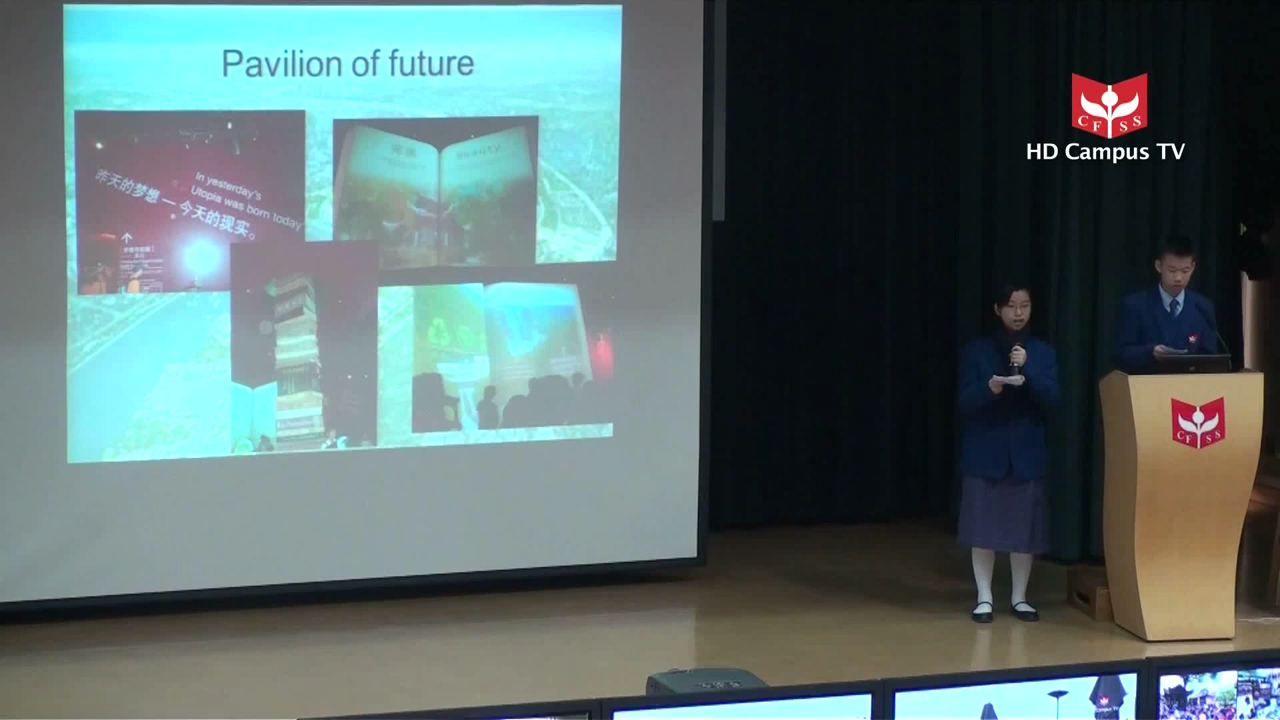 Pavilion of future
昨天的梦想 — 今天的现实。
In yesterday's
Utopia was born today
Beauty
CFSS
HD Campus TV
CFSS